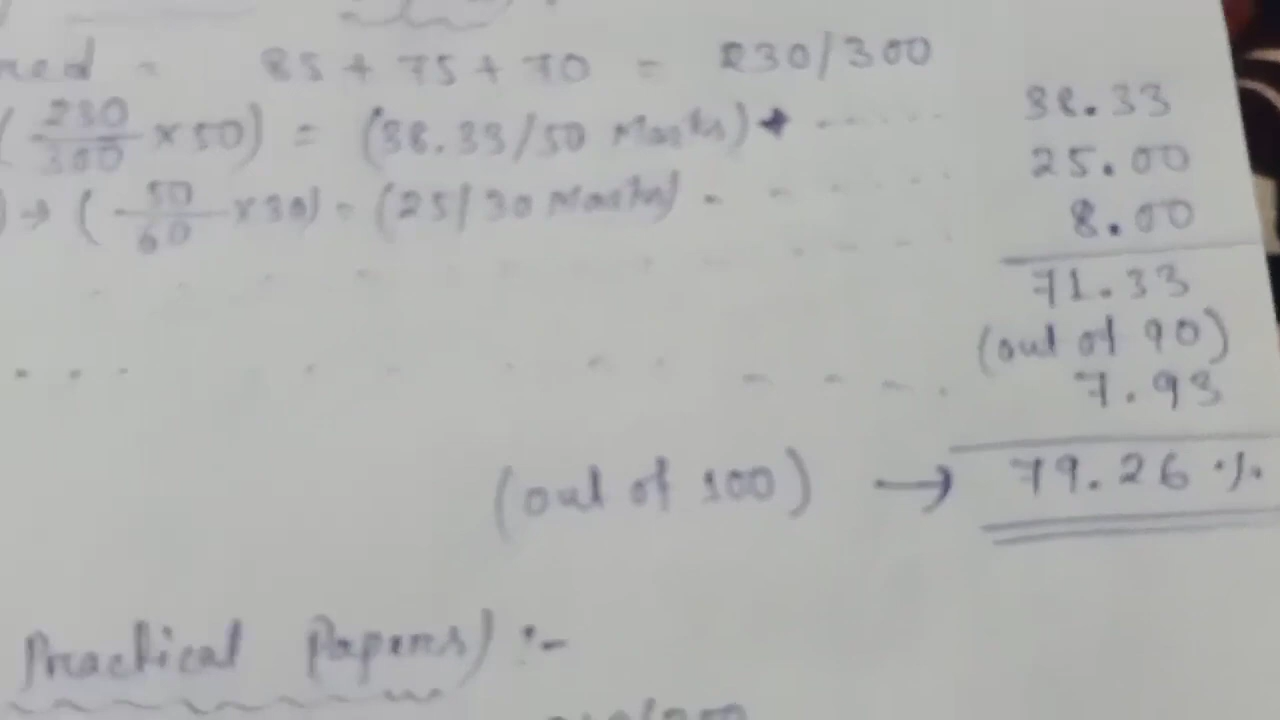 = 85 + 75 + 70 = 230/300
( 230/300 × 50) = (38.33/50 Marks) → ...... 38.33
) → ( 50/60 × 30) = (25/30 Marks) - ...... 25.00
8.00
71.33
(out of 90)
7.93
(out of 100) → 79.26 %
Practical Papers) :-